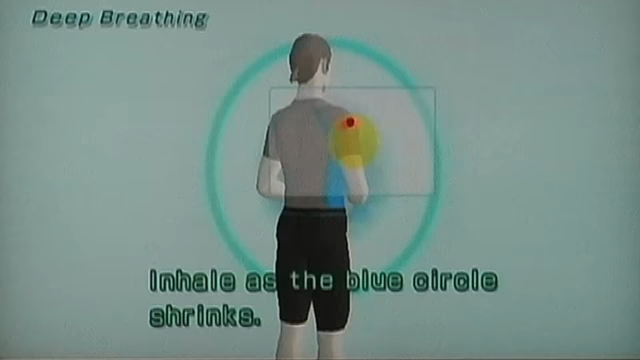 Deep Breathing
Inhale as the blue circle
shrinks.